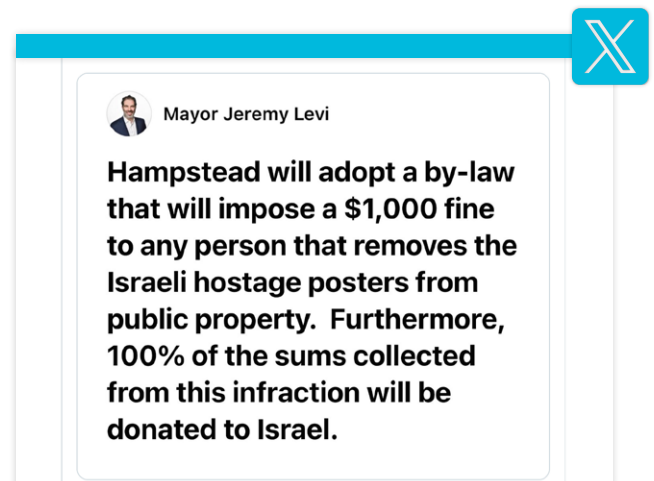 Mayor Jeremy Levi
Hampstead will adopt a by-law
that will impose a $1,000 fine
to any person that removes the
Israeli hostage posters from
public property.  Furthermore,
100% of the sums collected
from this infraction will be
donated to Israel.